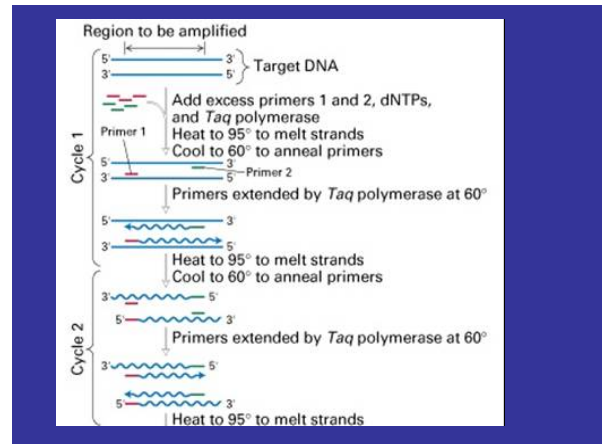 Region to be amplified
5' 3'
3' 5'
Target DNA
Add excess primers 1 and 2, dNTPs,
and Taq polymerase
Heat to 95° to melt strands
Cool to 60° to anneal primers
Primer 1
Cycle 1
5' 3'
3' 5'
Primer 2
Primers extended by Taq polymerase at 60°
5' 3'
3' 5'
Heat to 95° to melt strands
Cool to 60° to anneal primers
3' 5'
5' 3'
Cycle 2
Primers extended by Taq polymerase at 60°
3' 5'
5' 3'
Heat to 95° to melt strands